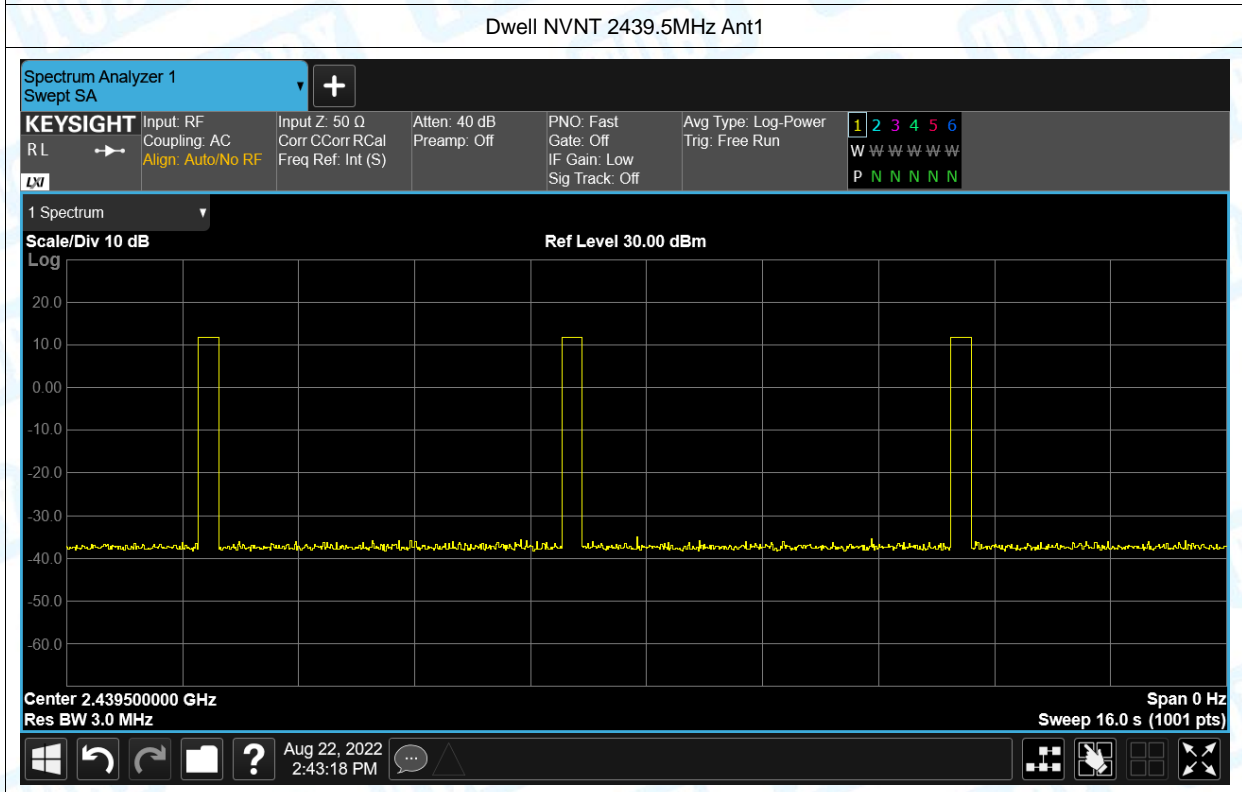 Dwell NVNT 2439.5MHz Ant1
Spectrum Analyzer 1
Swept SA
KEYSIGHT
R L
LXI
Input: RF
Coupling: AC
Align: Auto/No RF
Input Z: 50 Ω
Corr CCorr RCal
Freq Ref: Int (S)
Atten: 40 dB
Preamp: Off
PNO: Fast
Gate: Off
IF Gain: Low
Sig Track: Off
Avg Type: Log-Power
Trig: Free Run
1 2 3 4 5 6
W W W W W W
P N N N N N
1 Spectrum
Scale/Div 10 dB
Ref Level 30.00 dBm
Log
20.0
10.0
0.00
-10.0
-20.0
-30.0
-40.0
-50.0
-60.0
Center 2.439500000 GHz
Span 0 Hz
Res BW 3.0 MHz
Sweep 16.0 s (1001 pts)
?
Aug 22, 2022
2:43:18 PM
TOBY